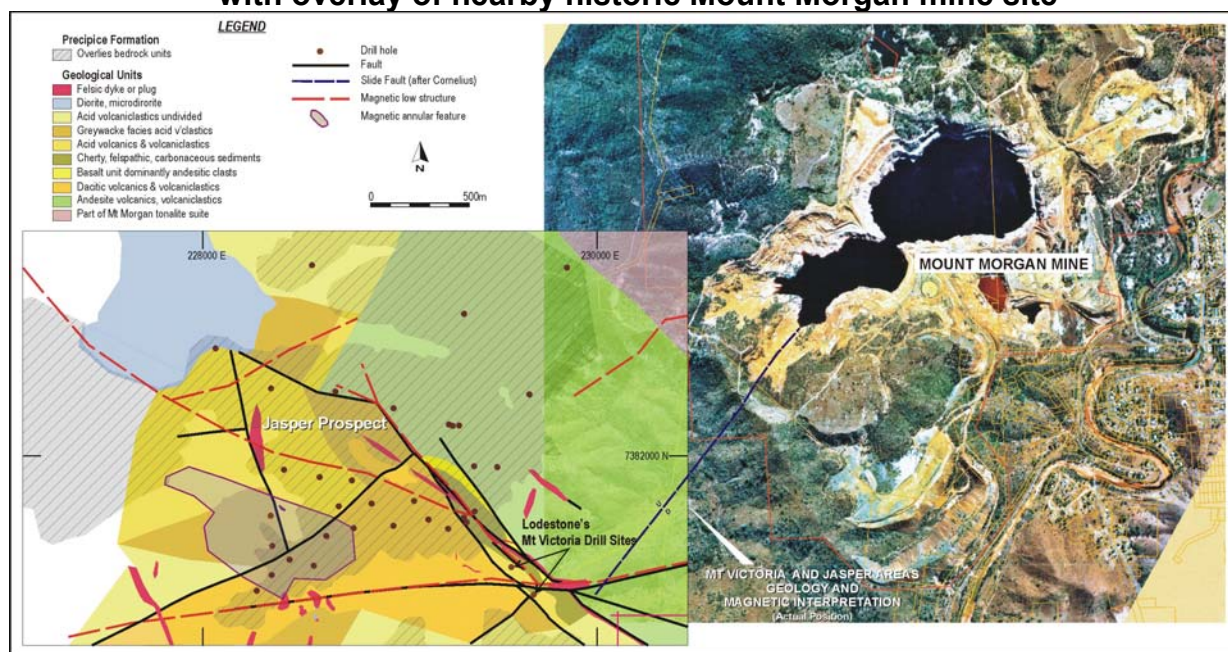 with overlay of nearby historic Mount Morgan mine site
LEGEND
Precipice Formation
Overlies bedrock units
Geological Units
Felsic dyke or plug
Diorite, microdirorite
Acid volcaniclastics undivided
Greywacke facies acid v'clastics
Acid volcanics & volcaniclastics
Cherty, felspathic, carbonaceous sediments
Basalt unit dominantly andesitic clasts
Dacitic volcanics & volcaniclastics
Andesite volcanics, volcaniclastics
Part of Mt Morgan tonalite suite
Drill hole
Fault
Slide Fault (after Cornelius)
Magnetic low structure
Magnetic annular feature
N
0 500m
228000 E
230000 E
MOUNT MORGAN MINE
Jasper Prospect
7382000 N
Lodestone's
Mt Victoria Drill Sites
MT VICTORIA AND JASPER AREAS
GEOLOGY AND
MAGNETIC INTERPRETATION
(Actual Position)